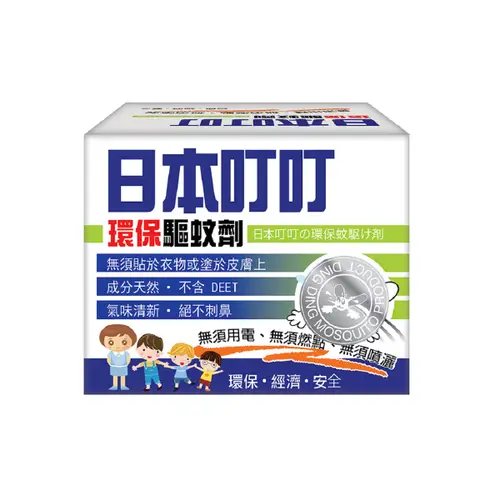 日本叮叮
環保驅蚊劑
日本叮叮の環保蚊駆け剤
無須貼於衣物或塗於皮膚上
成分天然・不含 DEET
氣味清新・絕不刺鼻
DING DING MOSQUITO PRODUCT
無須用電、無須燃點、無須噴灑
環保・經濟・安全